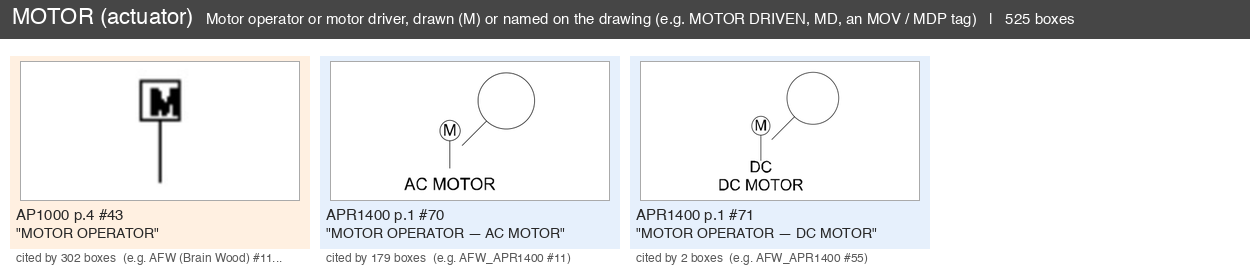 MOTOR (actuator) Motor operator or motor driver, drawn (M) or named on the drawing (e.g. MOTOR DRIVEN, MD, an MOV / MDP tag) | 525 boxes
M
M
AC MOTOR
M
DC
DC MOTOR
AP1000 p.4 #43
"MOTOR OPERATOR"
cited by 302 boxes (e.g. AFW (Brain Wood) #11...
APR1400 p.1 #70
"MOTOR OPERATOR — AC MOTOR"
cited by 179 boxes (e.g. AFW_APR1400 #11)
APR1400 p.1 #71
"MOTOR OPERATOR — DC MOTOR"
cited by 2 boxes (e.g. AFW_APR1400 #55)